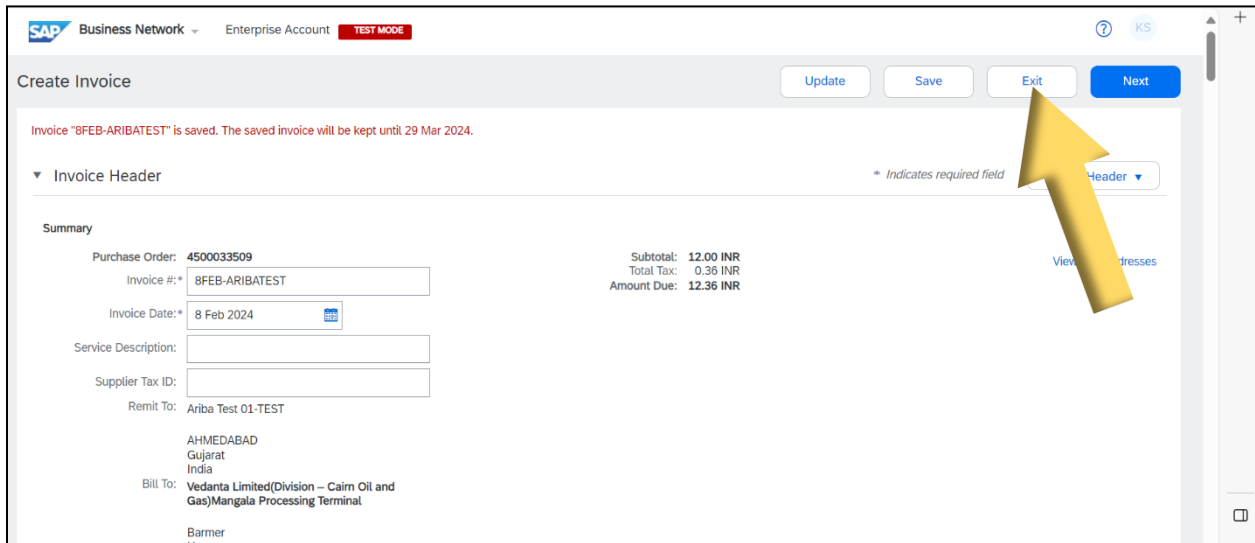 SAP Business Network Enterprise Account TEST MODE ? KS
Create Invoice Update Save Exit Next
Invoice "8FEB-ARIBATEST" is saved. The saved invoice will be kept until 29 Mar 2024.
Invoice Header * Indicates required field Header
Summary
Purchase Order: 4500033509 Subtotal: 12.00 INR
Total Tax: 0.36 INR
Invoice #:* 8FEB-ARIBATEST Amount Due: 12.36 INR
View
Invoice Date:* 8 Feb 2024
Service Description:
Supplier Tax ID:
Remit To: Ariba Test 01-TEST
AHMEDABAD
Gujarat
India
Bill To: Vedanta Limited(Division – Cairn Oil and
Gas)Mangala Processing Terminal
Barmer